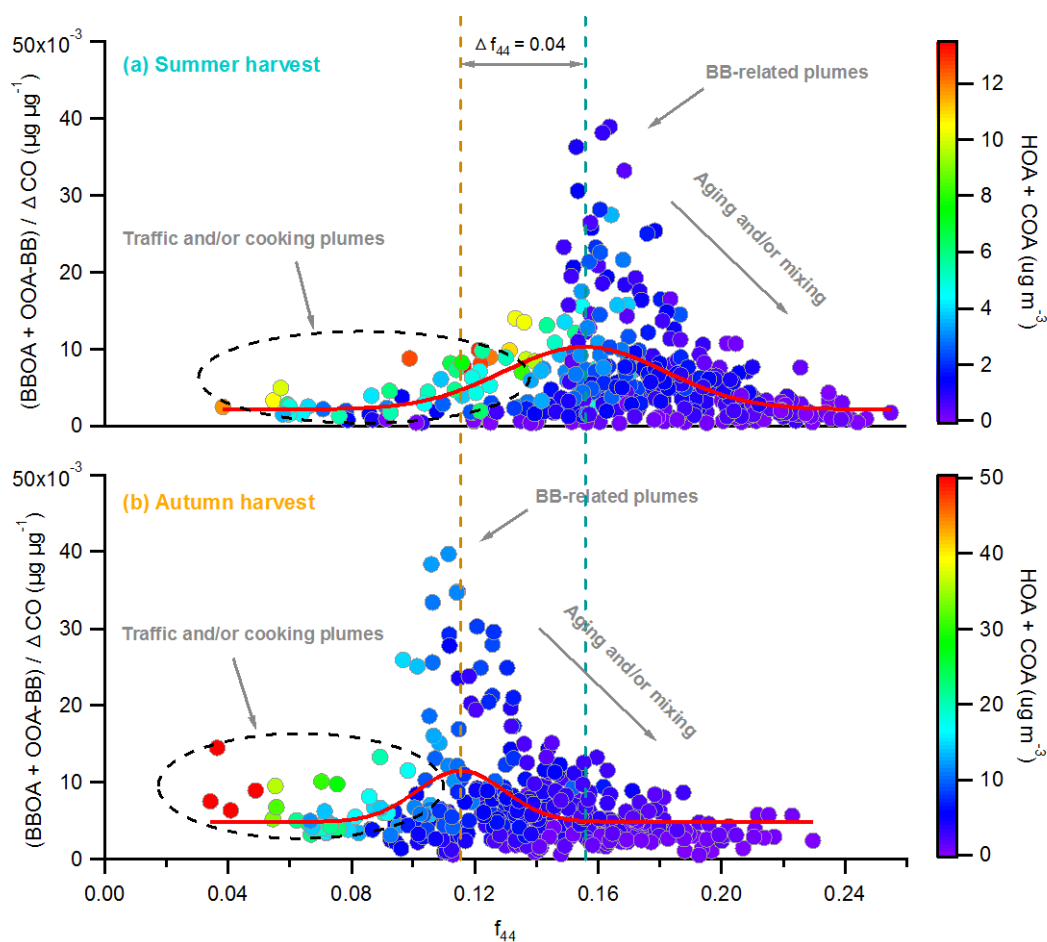 50x10⁻³
Δ f₄₄ = 0.04
(a) Summer harvest
BB-related plumes
12
40
10
30
Aging and/or mixing
8
Traffic and/or cooking plumes
6
20
4
10
2
0
0
(BBOA + OOA-BB) / Δ CO (µg µg⁻¹)
HOA + COA (ug m⁻³)
50x10⁻³
50
(b) Autumn harvest
BB-related plumes
40
40
30
30
Traffic and/or cooking plumes
Aging and/or mixing
20
20
10
10
0
0
(BBOA + OOA-BB) / Δ CO (µg µg⁻¹)
HOA + COA (ug m⁻³)
0.00 0.04 0.08 0.12 0.16 0.20 0.24
f₄₄